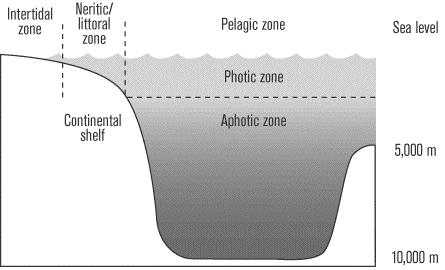 Intertidal
zone
Neritic/
littoral
zone
Pelagic zone
Sea level
Photic zone
Continental
shelf
Aphotic zone
5,000 m
10,000 m